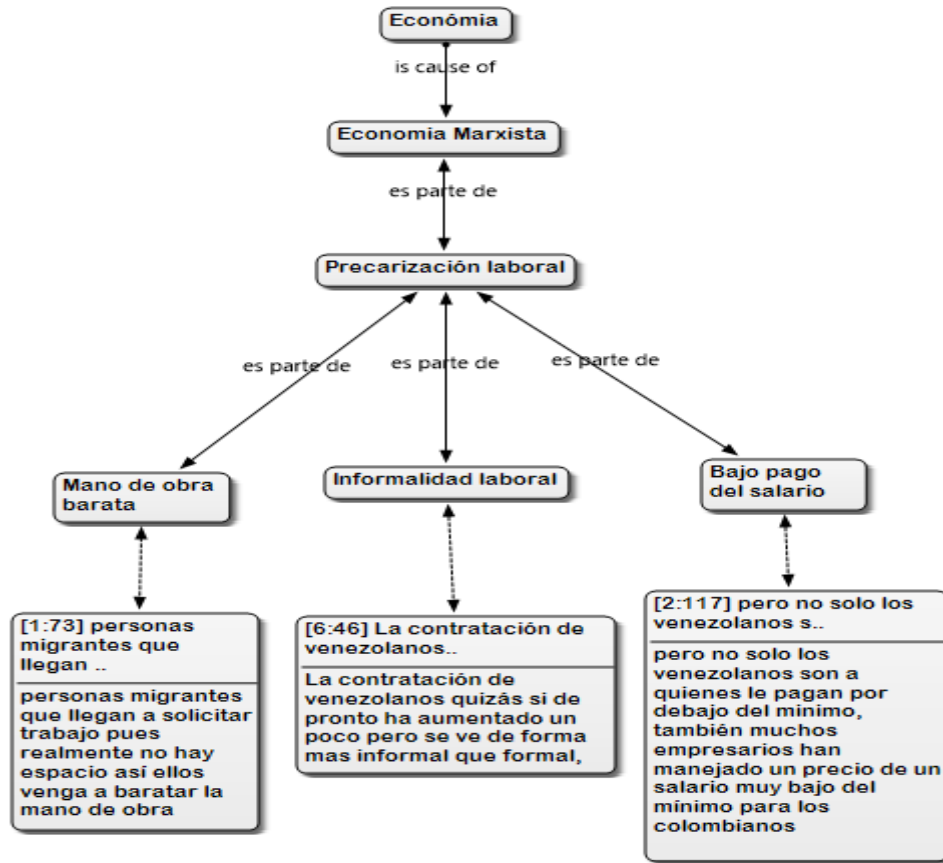 Económia
is cause of
Economia Marxista
es parte de
Precarización laboral
es parte de
es parte de
es parte de
Mano de obra
barata
Informalidad laboral
Bajo pago
del salario
[1:73] personas
migrantes que
llegan ..
personas migrantes
que llegan a solicitar
trabajo pues
realmente no hay
espacio así ellos
venga a baratar la
mano de obra
[6:46] La contratación de
venezolanos..
La contratación de
venezolanos quizás si de
pronto ha aumentado un
poco pero se ve de forma
mas informal que formal,
[2:117] pero no solo los
venezolanos s..
pero no solo los
venezolanos son a
quienes le pagan por
debajo del minimo,
también muchos
empresarios han
manejado un precio de un
salario muy bajo del
mínimo para los
colombianos